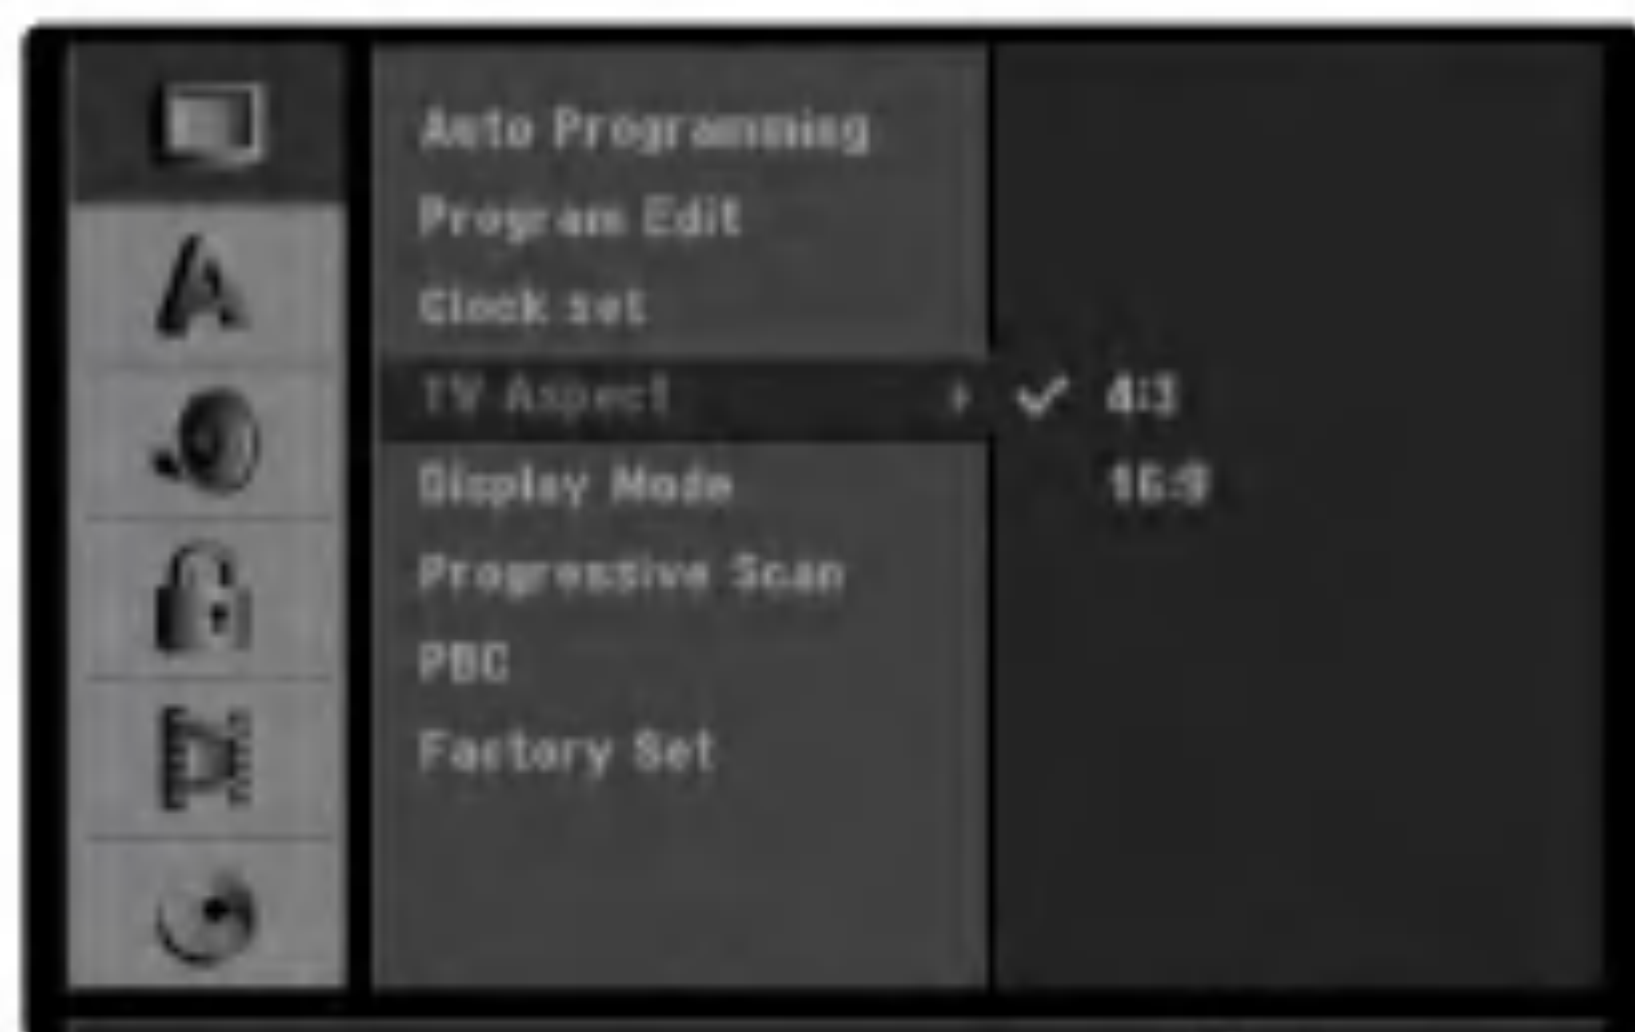 Auto Programming
Program Edit
Clock set
TV Aspect
4:3
16:9
Display Mode
Progressive Scan
PBC
Factory Set